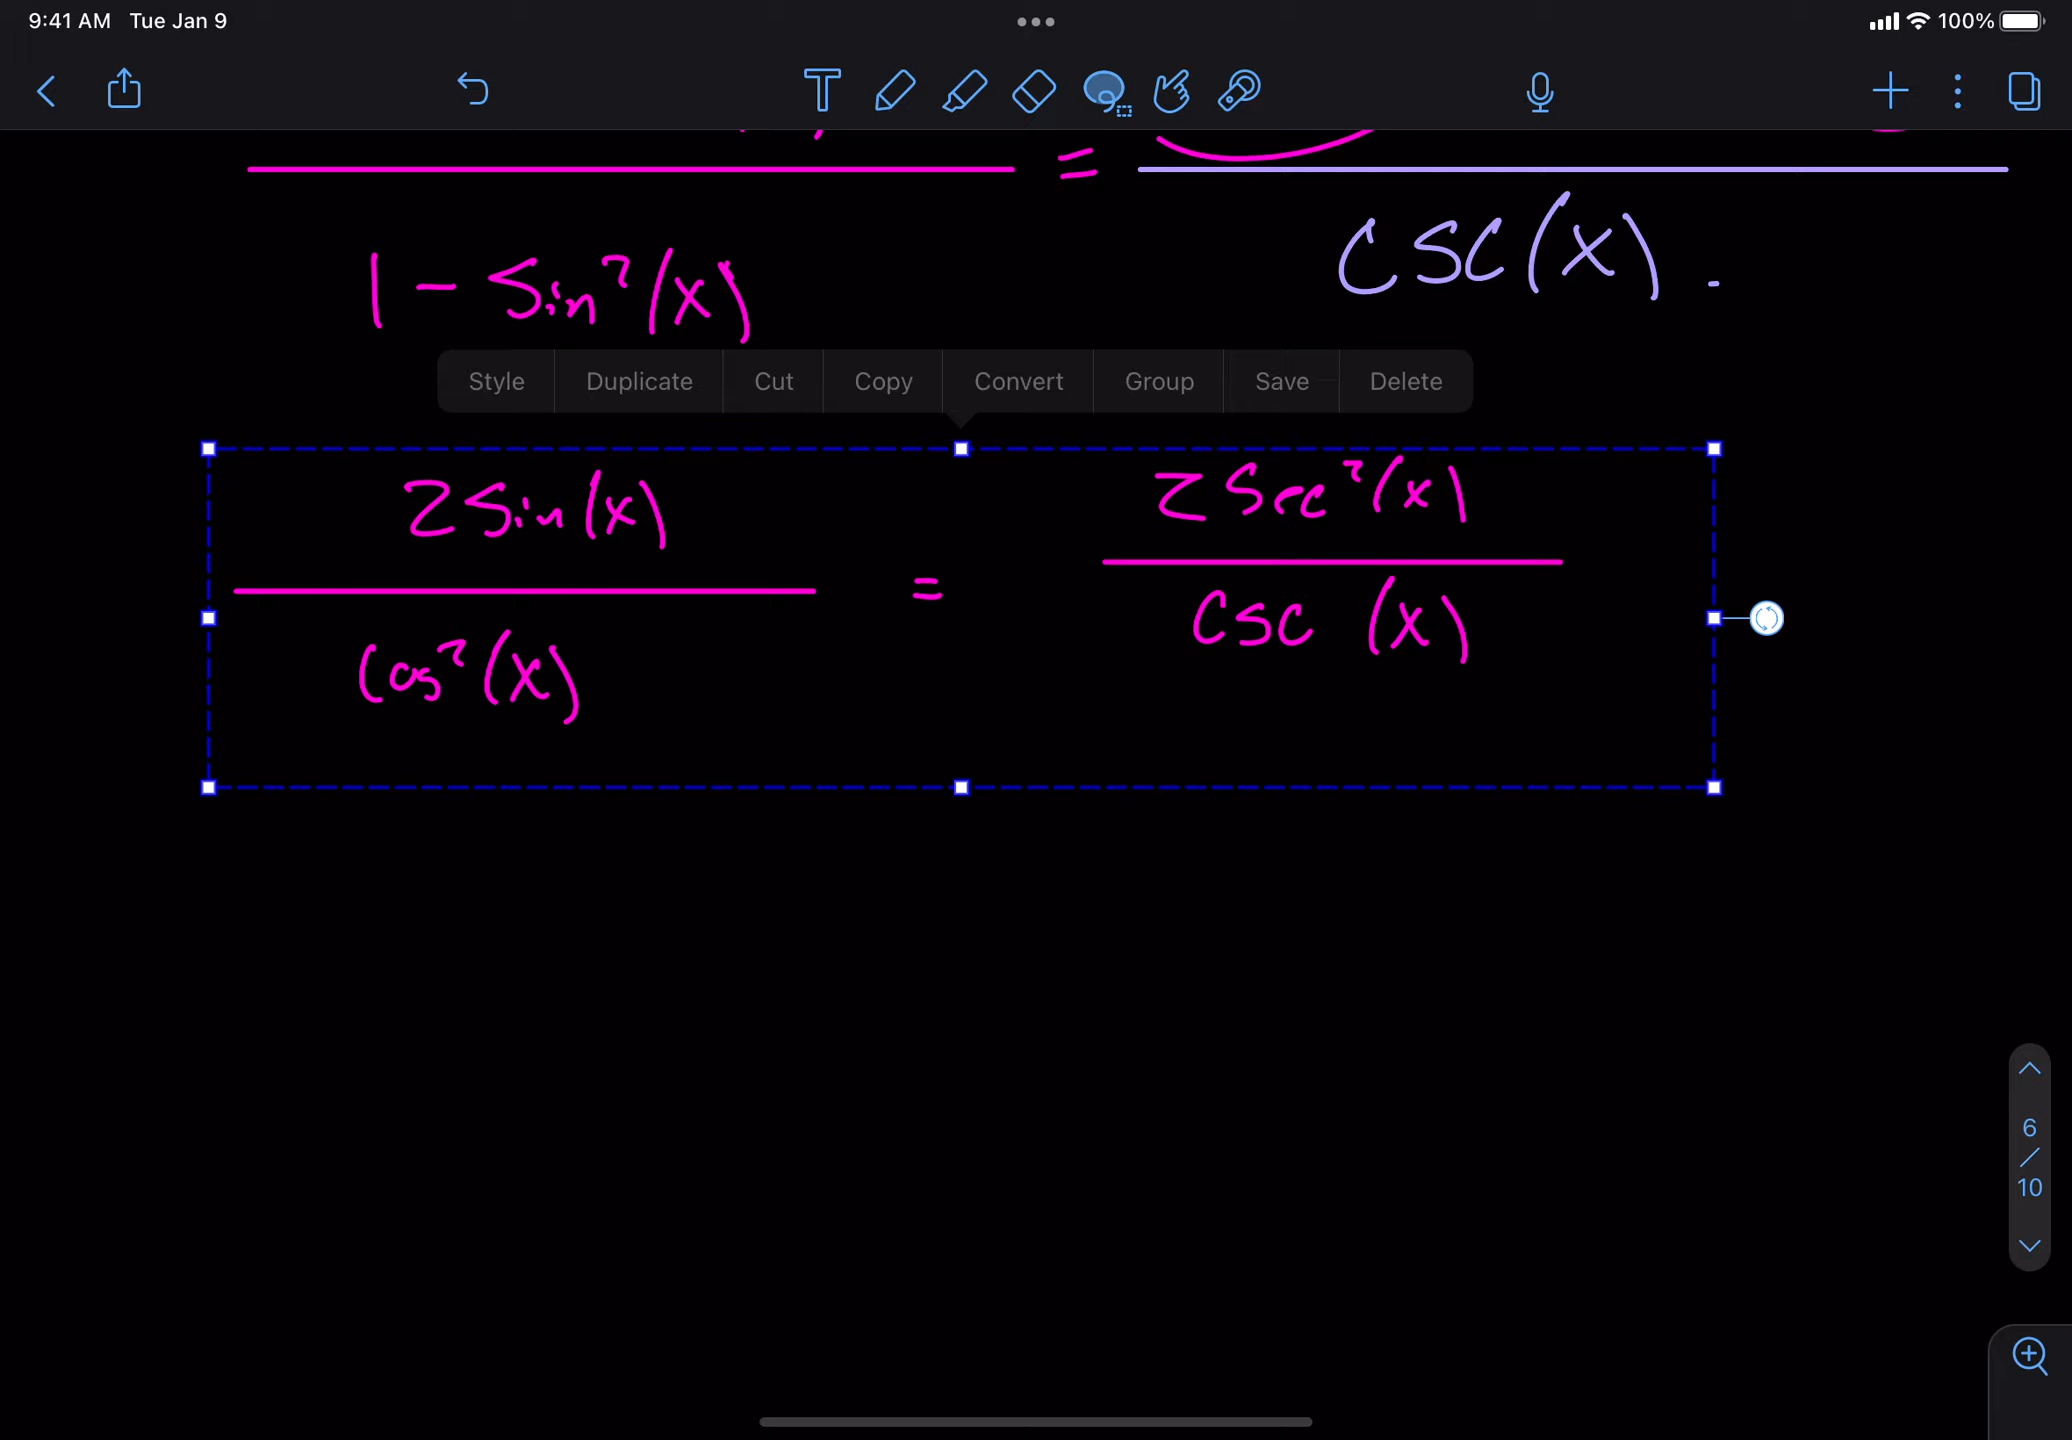 9:41 AM Tue Jan 9
100%
=
1 - Sin²(x)
CSC(x).
Style Duplicate Cut Copy Convert Group Save Delete
2Sin(x)
Cos²(x)
=
2Sec²(x)
CSC (x)
6
/
10